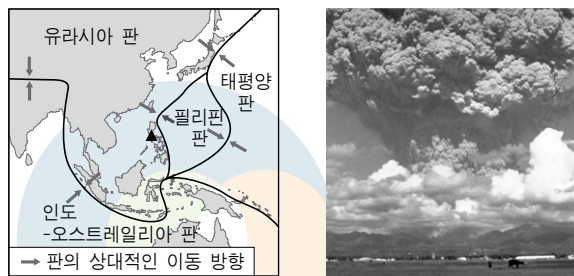 유라시아 판
태평양
판
필리핀
판
인도
-오스트레일리아 판
판의 상대적인 이동 방향